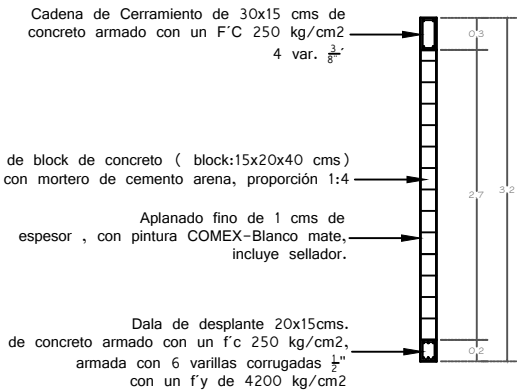 Cadena de Cerramiento de 30x15 cms de
concreto armado con un F´C 250 kg/cm2
4 var. 3/8"
0.3
de block de concreto ( block:15x20x40 cms)
con mortero de cemento arena, proporción 1:4
2.7
3.2
Aplanado fino de 1 cms de
espesor , con pintura COMEX-Blanco mate,
incluye sellador.
Dala de desplante 20x15cms.
de concreto armado con un f´c 250 kg/cm2,
armada con 6 varillas corrugadas 1/2"
con un f´y de 4200 kg/cm2
0.2